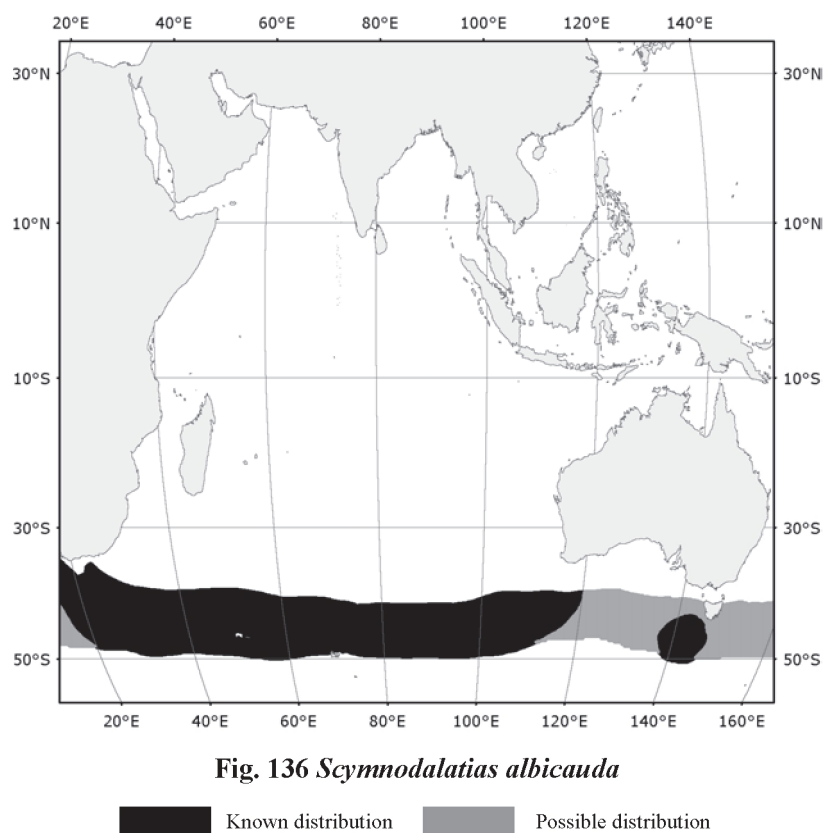 20°E 40°E 60°E 80°E 100°E 120°E 140°E
30°N 30°N
10°N 10°N
10°S 10°S
30°S 30°S
50°S 50°S
20°E 40°E 60°E 80°E 100°E 120°E 140°E 160°E
Fig. 136 Scymnodalatias albicauda
Known distribution Possible distribution